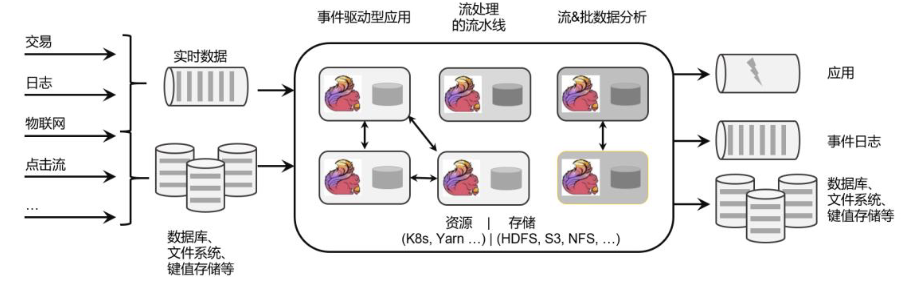 事件驱动型应用
流处理
的流水线
流&批数据分析
交易
日志
物联网
点击流
…
实时数据
数据库、
文件系统、
键值存储等
资源 | 存储
(K8s, Yarn …) | (HDFS, S3, NFS, …)
应用
事件日志
数据库、
文件系统、
键值存储等